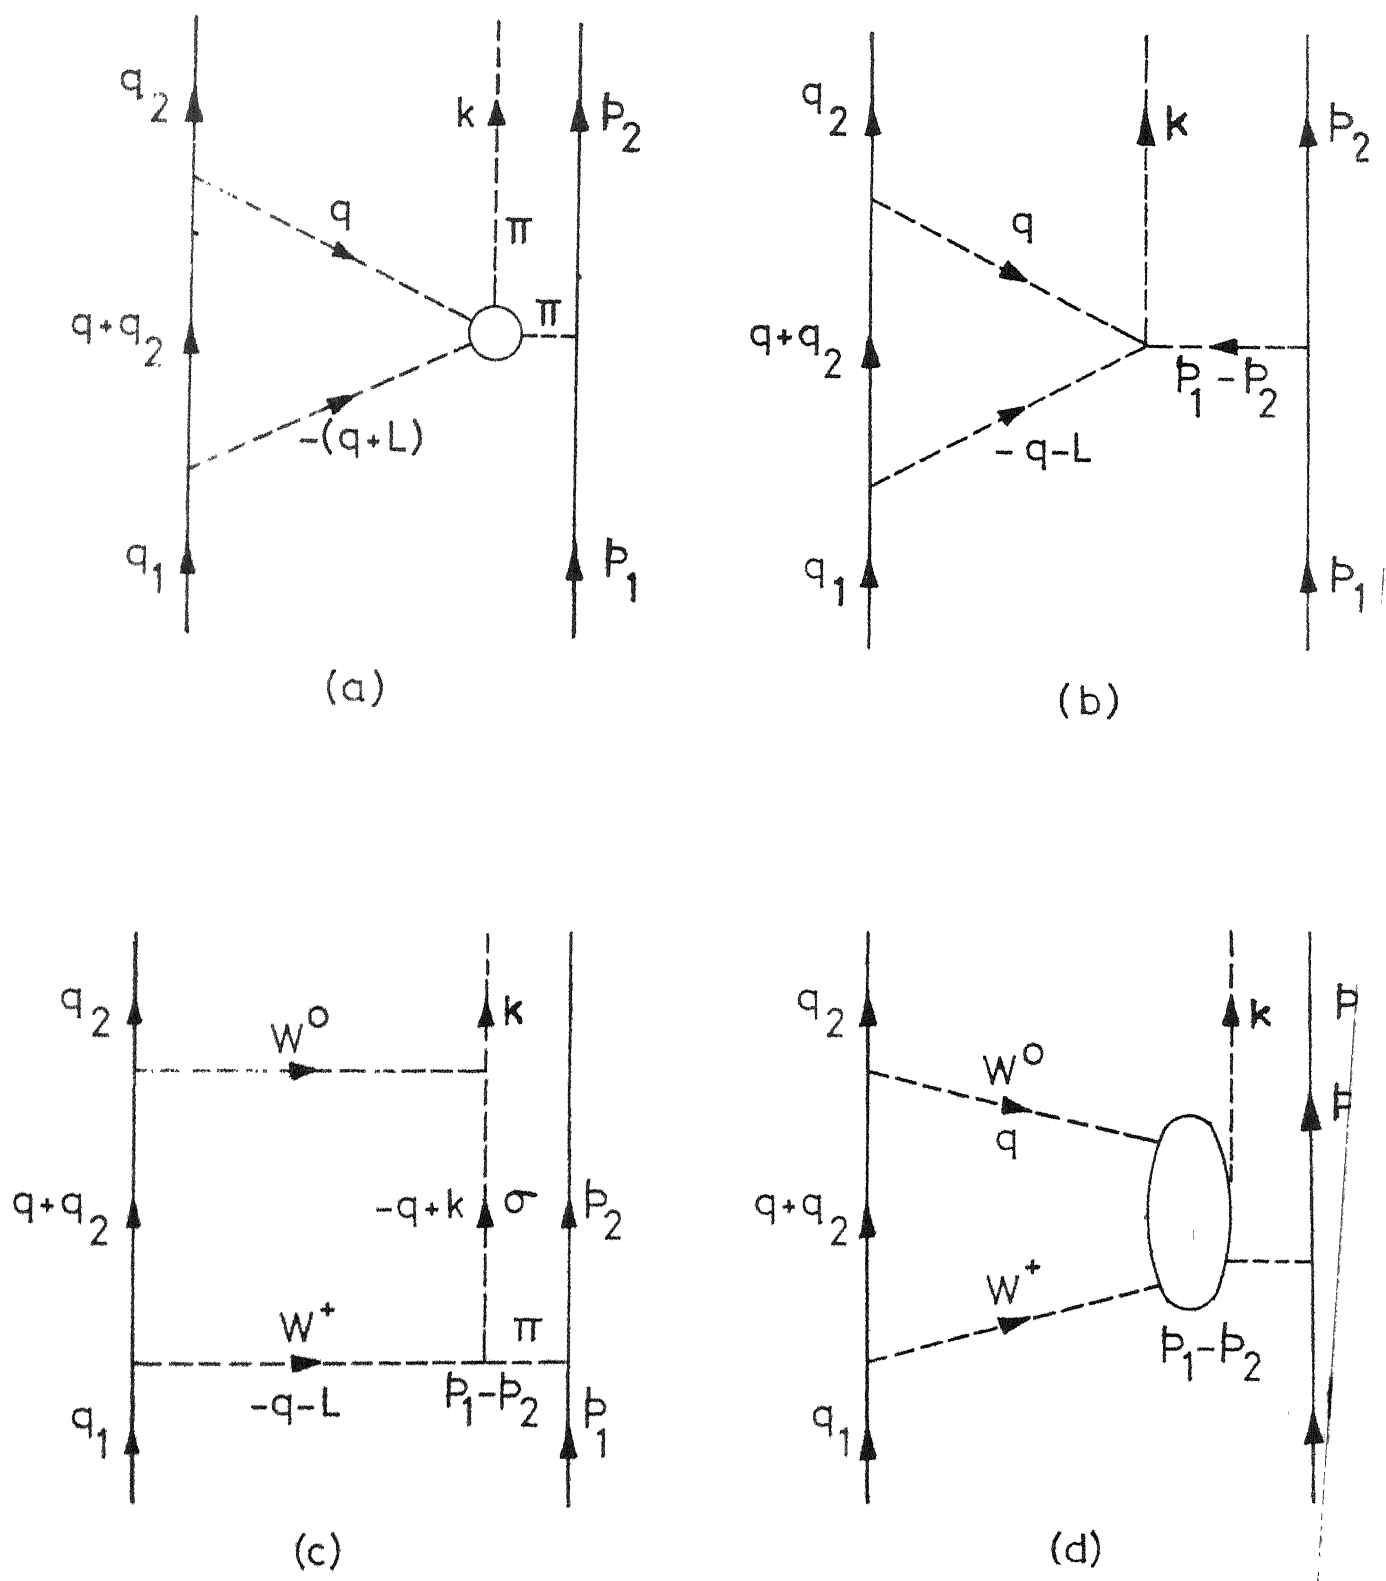 q₂
k
p₂
q
π
q+q₂
π
-(q+L)
q₁
p₁
(a)
q₂
k
p₂
q
q+q₂
p₁-p₂
-q-L
q₁
p₁
(b)
q₂
W⁰
k
q+q₂
-q+k
σ
p₂
W⁺
π
-q-L
p₁-p₂
q₁
p₁
(c)
q₂
W⁰
k
p
q
q+q₂
W⁺
p₁-p₂
q₁
(d)